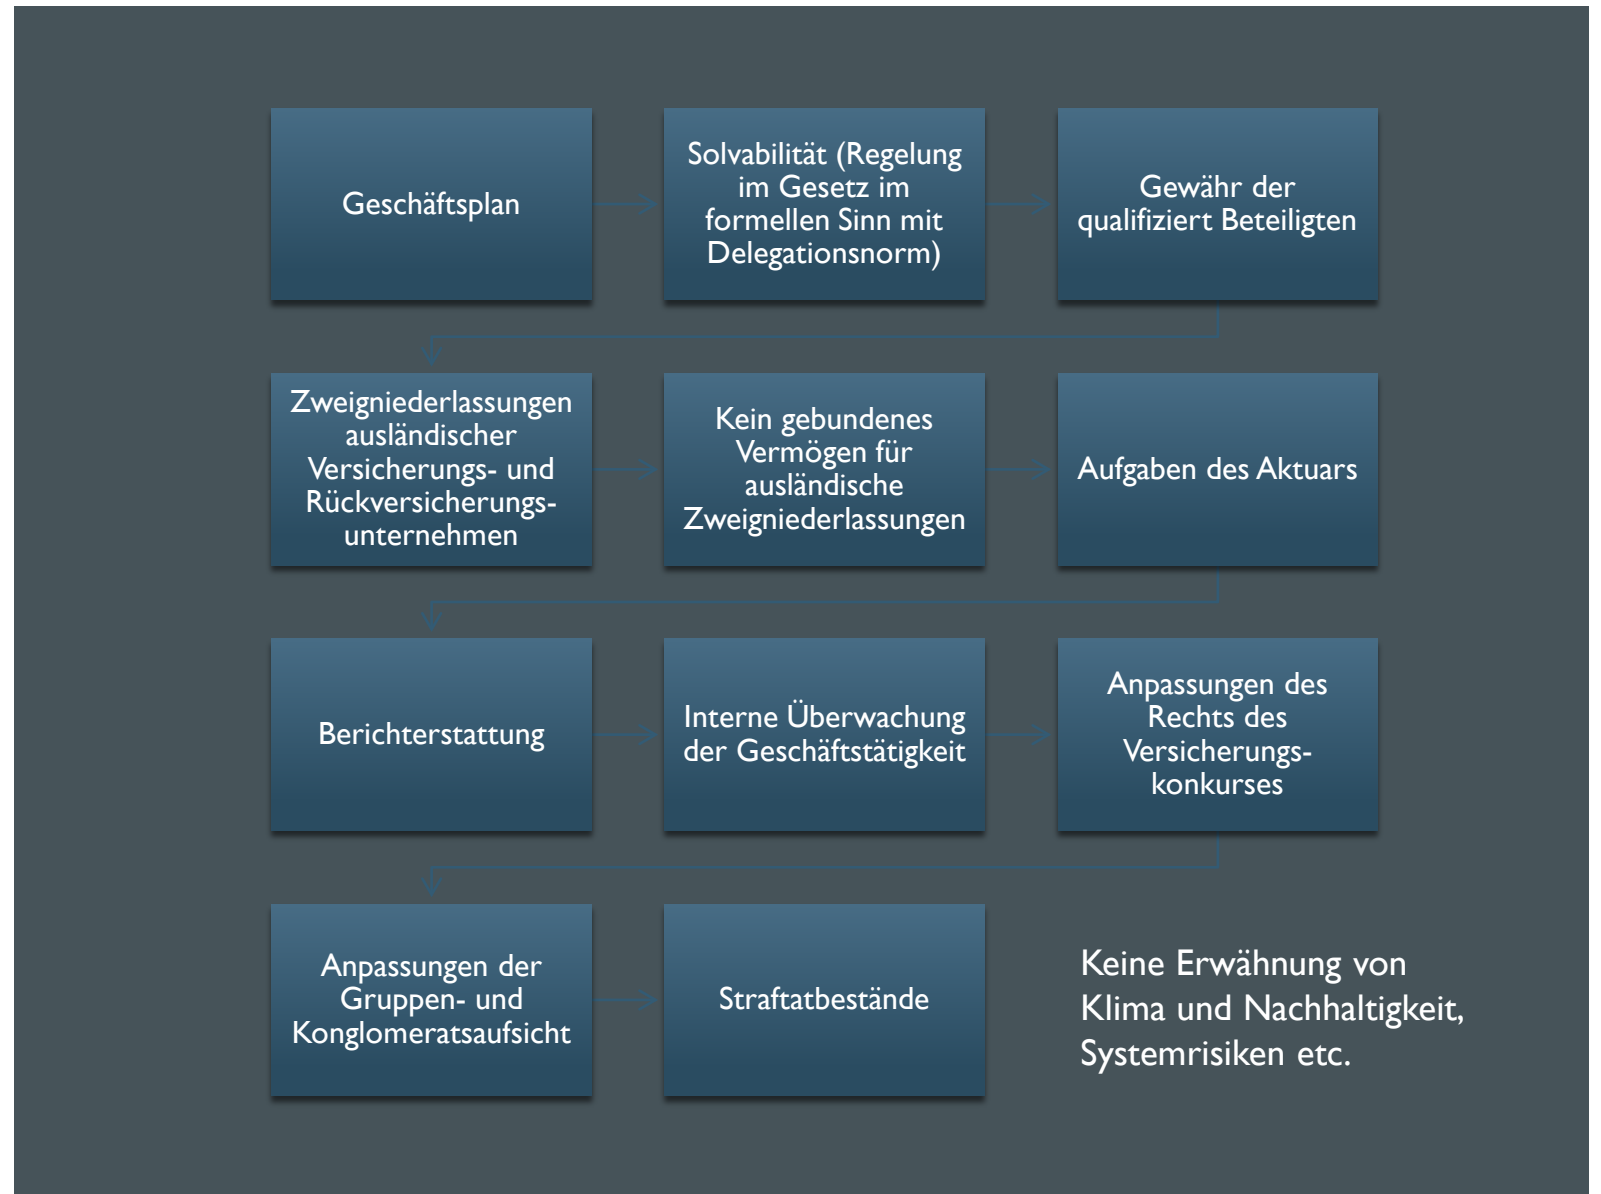 Geschäftsplan
Solvabilität (Regelung
im Gesetz im
formellen Sinn mit
Delegationsnorm)
Gewähr der
qualifiziert Beteiligten
Zweigniederlassungen
ausländischer
Versicherungs- und
Rückversicherungs-
unternehmen
Kein gebundenes
Vermögen für
ausländische
Zweigniederlassungen
Aufgaben des Aktuars
Berichterstattung
Interne Überwachung
der Geschäftstätigkeit
Anpassungen des
Rechts des
Versicherungs-
konkurses
Anpassungen der
Gruppen- und
Konglomeratsaufsicht
Straftatbestände
Keine Erwähnung von
Klima und Nachhaltigkeit,
Systemrisiken etc.